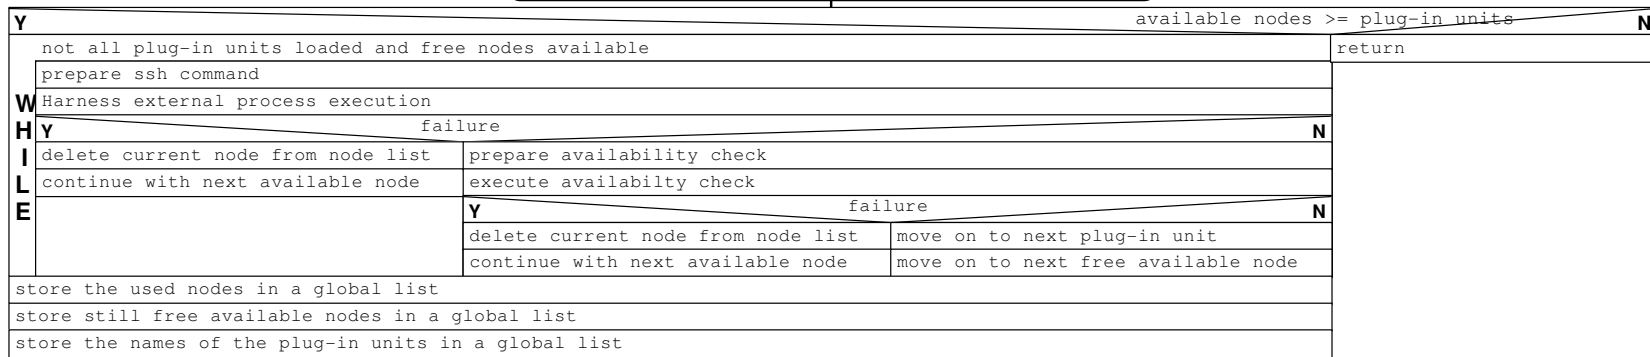 available nodes >= plug-in units
Y N
not all plug-in units loaded and free nodes available
return
WHILE
prepare ssh command
Harness external process execution
failure
Y N
delete current node from node list
prepare availability check
continue with next available node
execute availabilty check
failure
Y N
delete current node from node list
move on to next plug-in unit
continue with next available node
move on to next free available node
store the used nodes in a global list
store still free available nodes in a global list
store the names of the plug-in units in a global list